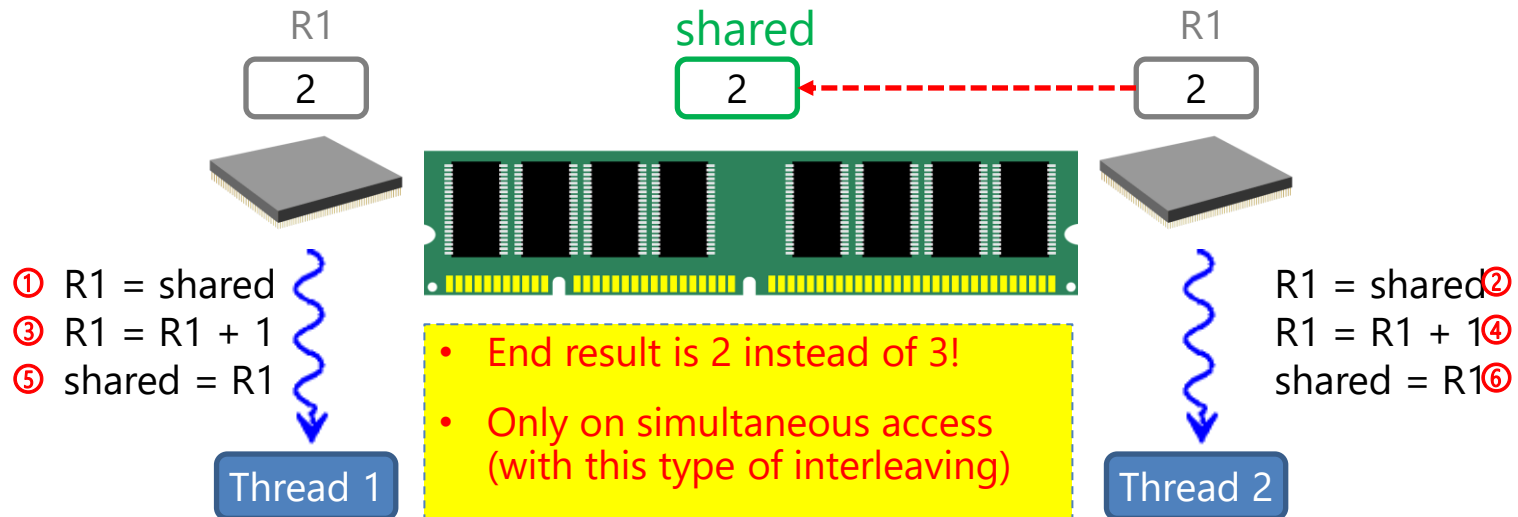 R1
shared
R1
2
2
2
① R1 = shared
③ R1 = R1 + 1
⑤ shared = R1
R1 = shared②
R1 = R1 + 1④
shared = R1⑥
• End result is 2 instead of 3!
• Only on simultaneous access
(with this type of interleaving)
Thread 1
Thread 2